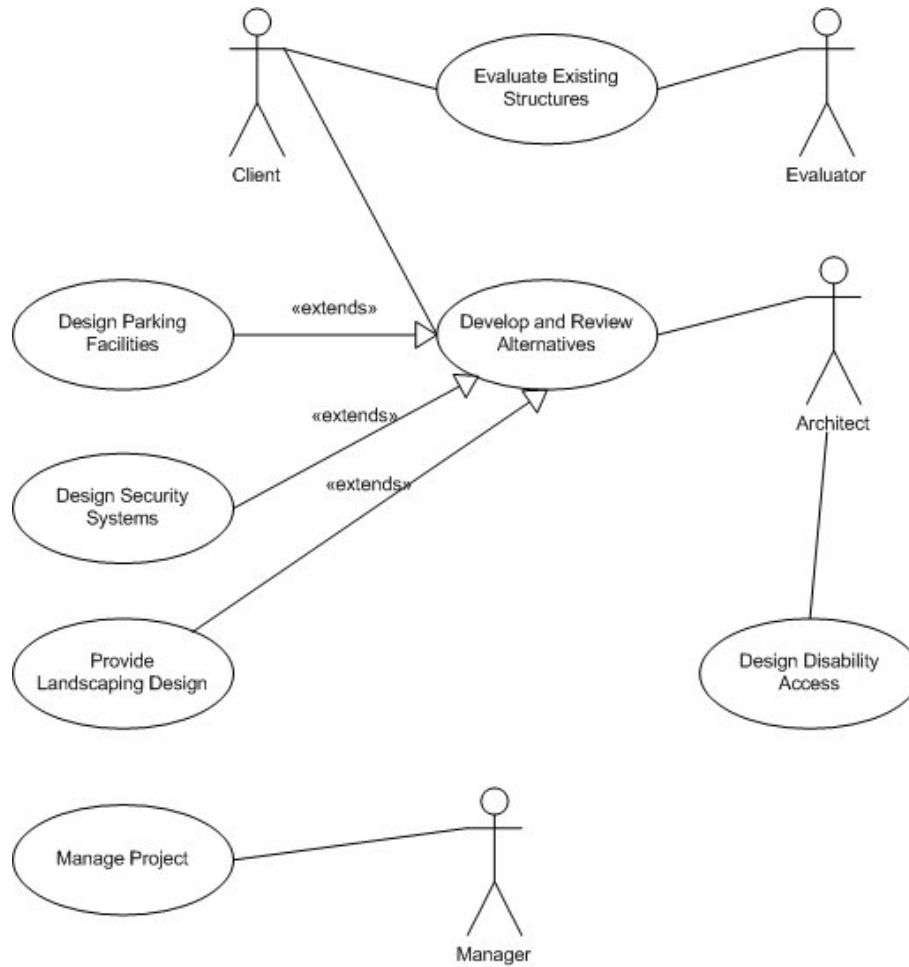 Evaluate Existing
Structures
Client
Evaluator
Design Parking
Facilities
«extends»
Develop and Review
Alternatives
Architect
«extends»
«extends»
Design Security
Systems
Provide
Landscaping Design
Design Disability
Access
Manage Project
Manager